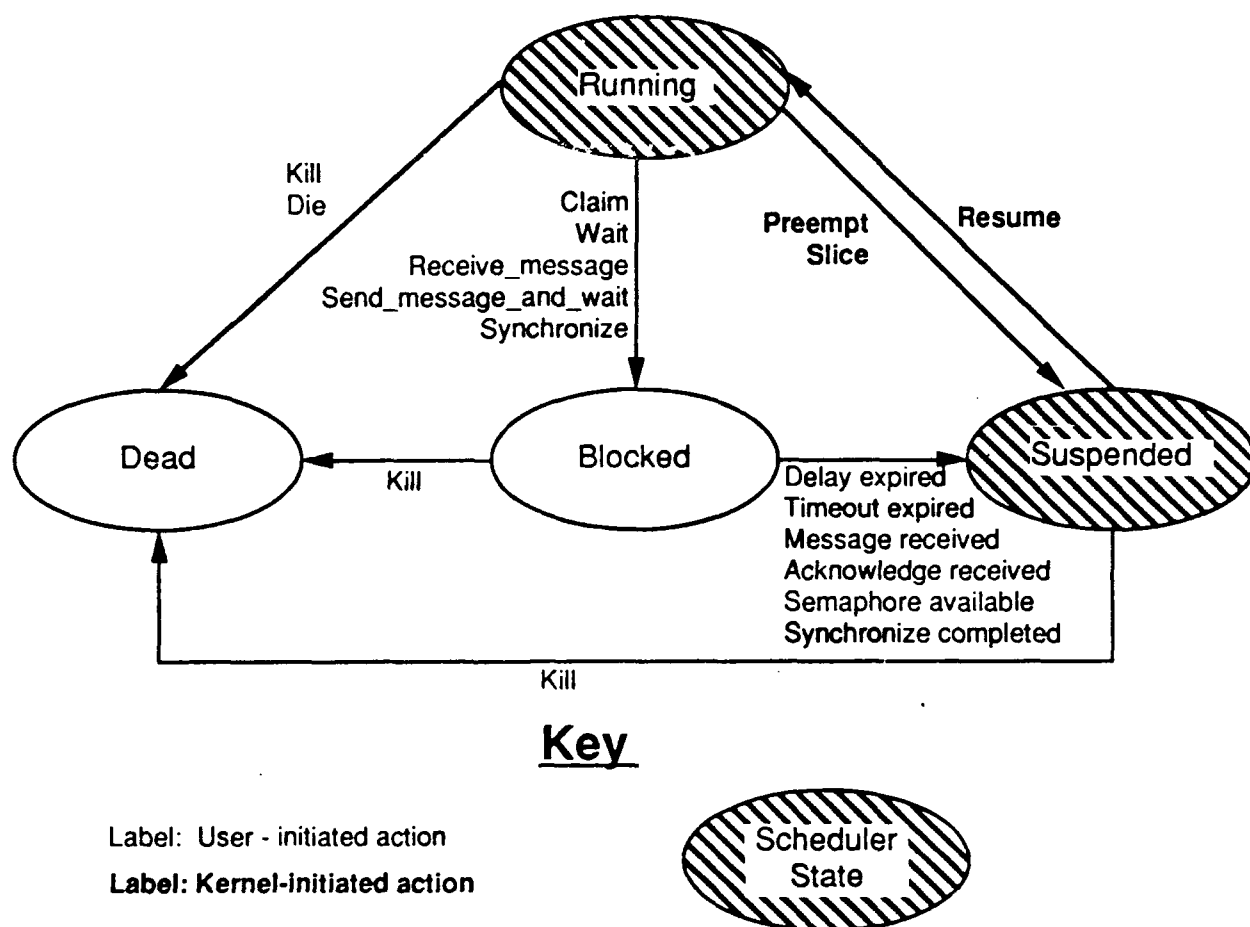 Running
Kill
Die
Claim
Wait
Receive_message
Send_message_and_wait
Synchronize
Preempt
Slice
Resume
Dead
Blocked
Suspended
Kill
Delay expired
Timeout expired
Message received
Acknowledge received
Semaphore available
Synchronize completed
Kill
Key
Label: User - initiated action
Label: Kernel-initiated action
Scheduler
State